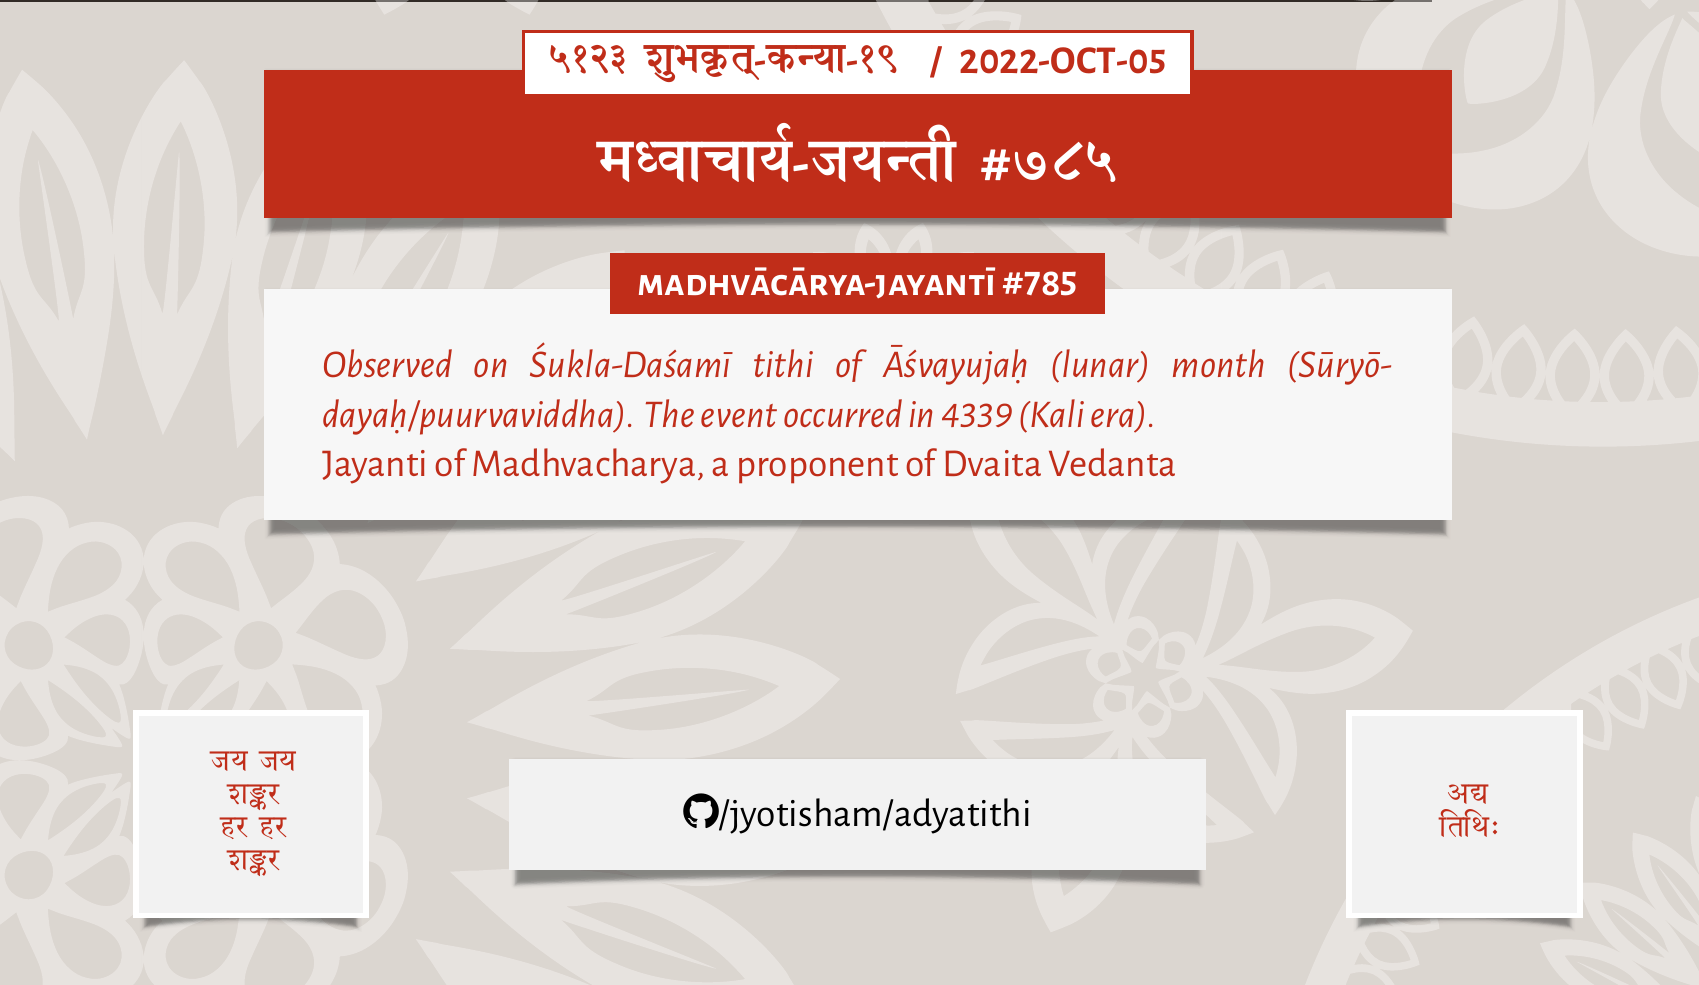 ५१२३ शुभकृत्-कन्या-१९ / 2022-OCT-05
मध्वाचार्य-जयन्ती #७८५
MADHVĀCĀRYA-JAYANTĪ #785
Observed on Śukla-Daśamī tithi of Āśvayujaḥ (lunar) month (Sūryō-
dayaḥ/puurvaviddha). The event occurred in 4339 (Kali era).
Jayanti of Madhvacharya, a proponent of Dvaita Vedanta
जय जय
शङ्कर
हर हर
शङ्कर
/jyotisham/adyatithi
अद्य
तिथिः